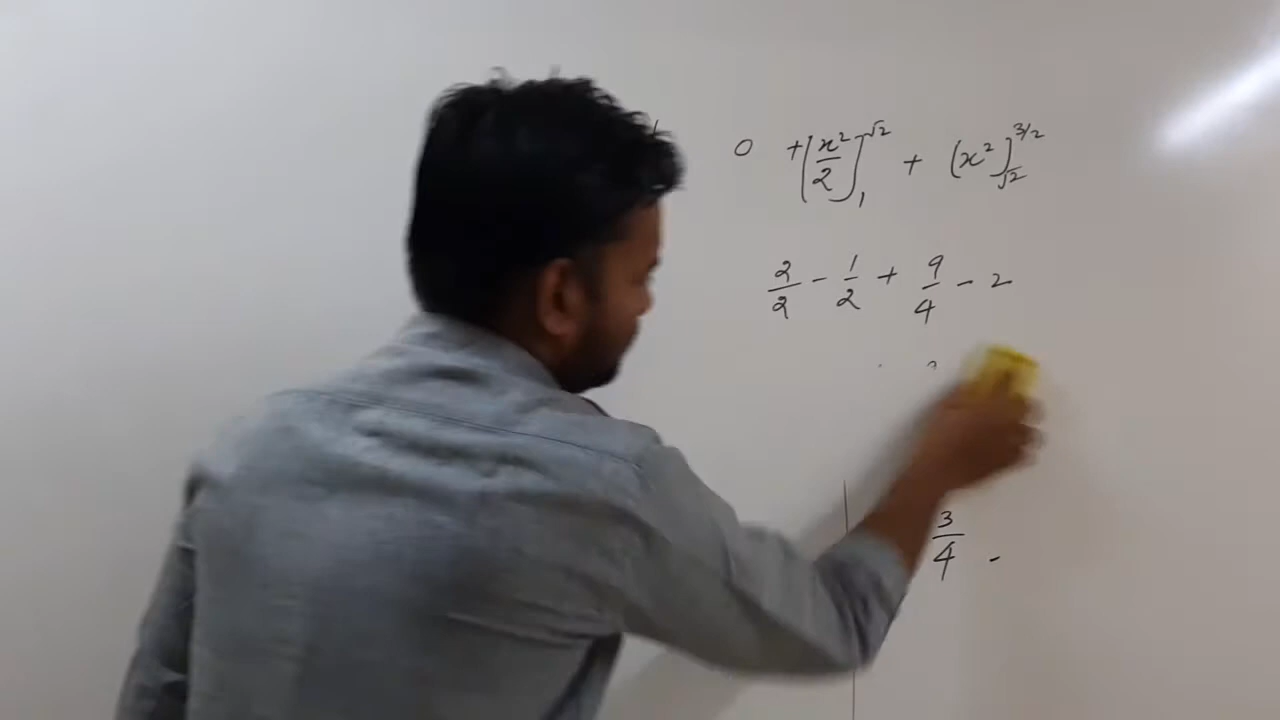 0 + (x²/2]₁^√2 + (x²]_√2^3/2
2/2 - 1/2 + 9/4 - 2
3/4 -